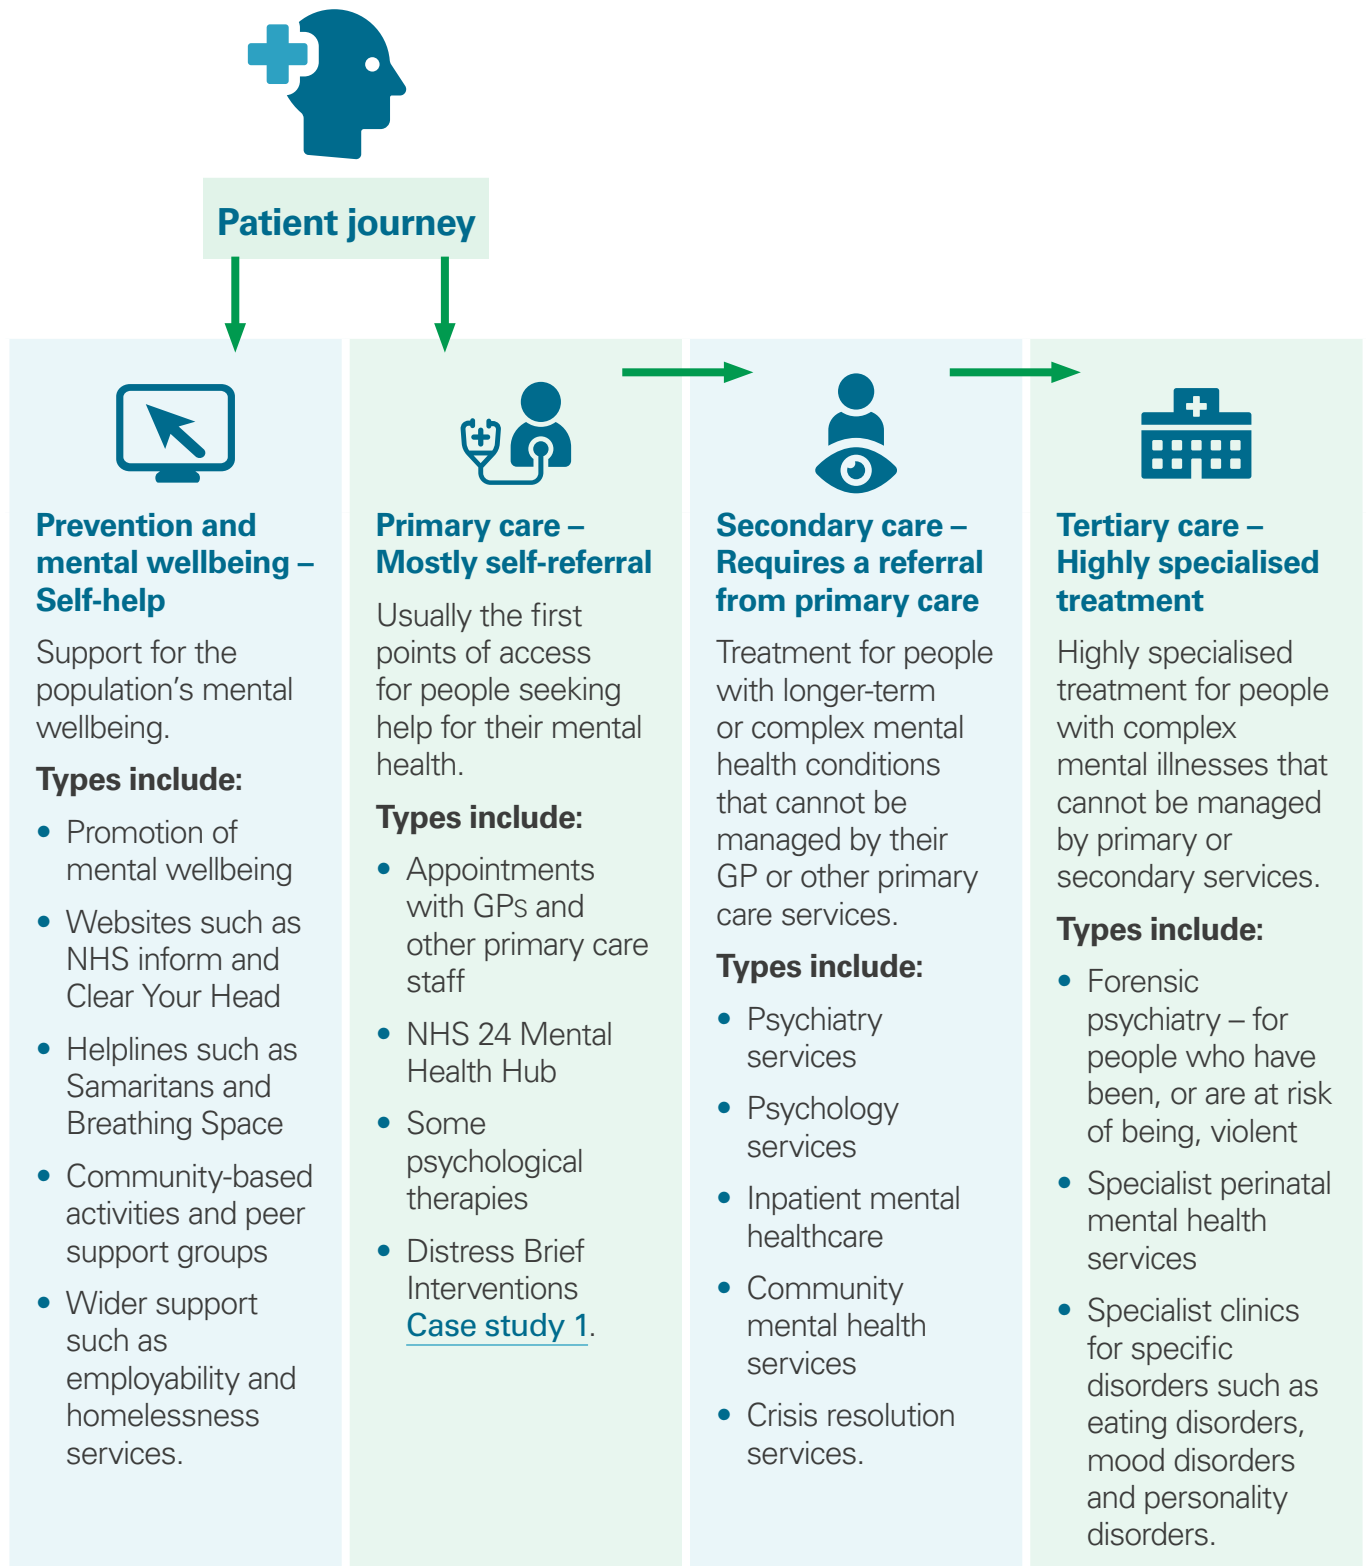 Patient journey
Prevention and
mental wellbeing –
Self-help
Support for the
population’s mental
wellbeing.
Types include:
• Promotion of
mental wellbeing
• Websites such as
NHS inform and
Clear Your Head
• Helplines such as
Samaritans and
Breathing Space
• Community-based
activities and peer
support groups
• Wider support
such as
employability and
homelessness
services.
Primary care –
Mostly self-referral
Usually the first
points of access
for people seeking
help for their mental
health.
Types include:
• Appointments
with GPs and
other primary care
staff
• NHS 24 Mental
Health Hub
• Some
psychological
therapies
• Distress Brief
Interventions
Case study 1.
Secondary care –
Requires a referral
from primary care
Treatment for people
with longer-term
or complex mental
health conditions
that cannot be
managed by their
GP or other primary
care services.
Types include:
• Psychiatry
services
• Psychology
services
• Inpatient mental
healthcare
• Community
mental health
services
• Crisis resolution
services.
Tertiary care –
Highly specialised
treatment
Highly specialised
treatment for people
with complex
mental illnesses that
cannot be managed
by primary or
secondary services.
Types include:
• Forensic
psychiatry – for
people who have
been, or are at risk
of being, violent
• Specialist perinatal
mental health
services
• Specialist clinics
for specific
disorders such as
eating disorders,
mood disorders
and personality
disorders.